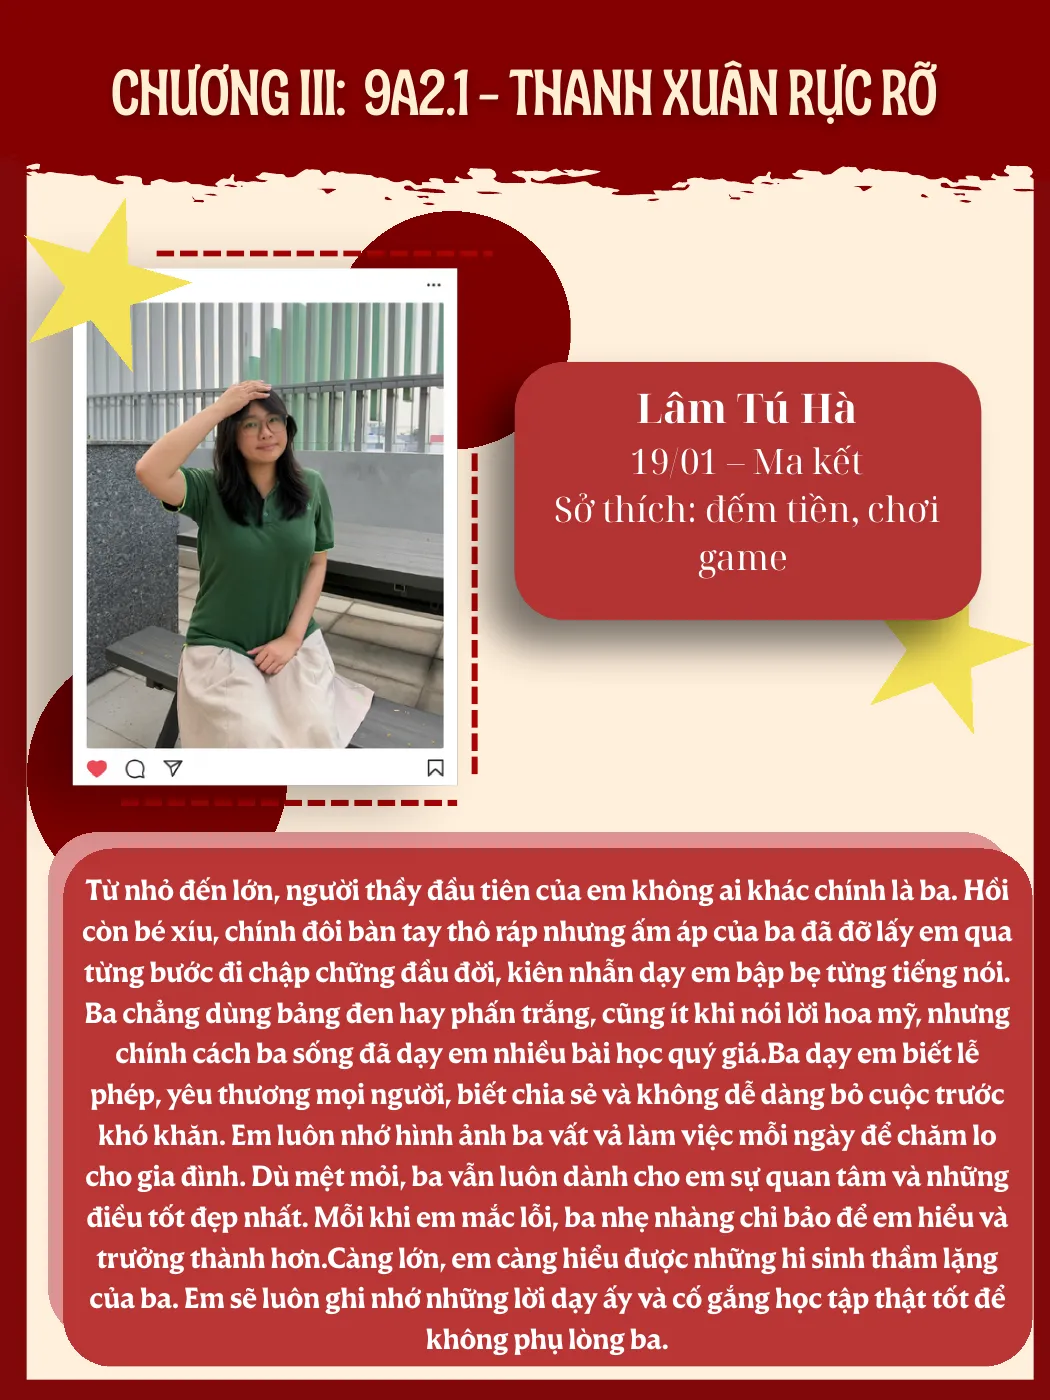 CHƯƠNG III: 9A2.1 - THANH XUÂN RỰC RỠ
Lâm Tú Hà
19/01 – Ma kết
Sở thích: đếm tiền, chơi
game
Từ nhỏ đến lớn, người thầy đầu tiên của em không ai khác chính là ba. Hồi
còn bé xíu, chính đôi bàn tay thô ráp nhưng ấm áp của ba đã đỡ lấy em qua
từng bước đi chập chững đầu đời, kiên nhẫn dạy em bập bẹ từng tiếng nói.
Ba chẳng dùng bảng đen hay phấn trắng, cũng ít khi nói lời hoa mỹ, nhưng
chính cách ba sống đã dạy em nhiều bài học quý giá.Ba dạy em biết lễ
phép, yêu thương mọi người, biết chia sẻ và không dễ dàng bỏ cuộc trước
khó khăn. Em luôn nhớ hình ảnh ba vất vả làm việc mỗi ngày để chăm lo
cho gia đình. Dù mệt mỏi, ba vẫn luôn dành cho em sự quan tâm và những
điều tốt đẹp nhất. Mỗi khi em mắc lỗi, ba nhẹ nhàng chỉ bảo để em hiểu và
trưởng thành hơn.Càng lớn, em càng hiểu được những hi sinh thầm lặng
của ba. Em sẽ luôn ghi nhớ những lời dạy ấy và cố gắng học tập thật tốt để
không phụ lòng ba.